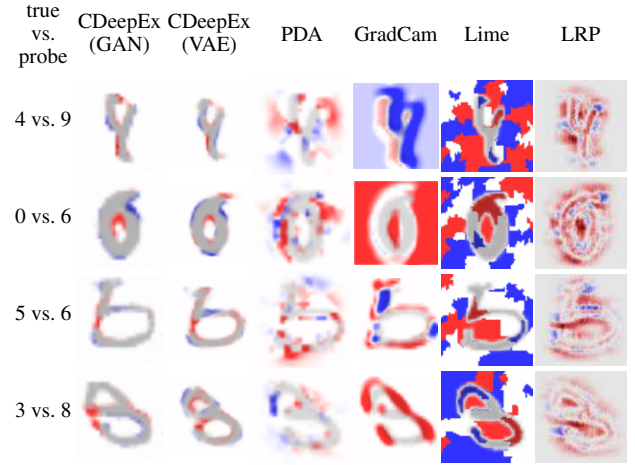 true
vs.
probe
CDeepEx
(GAN)
CDeepEx
(VAE)
PDA
GradCam
Lime
LRP
4 vs. 9
0 vs. 6
5 vs. 6
3 vs. 8